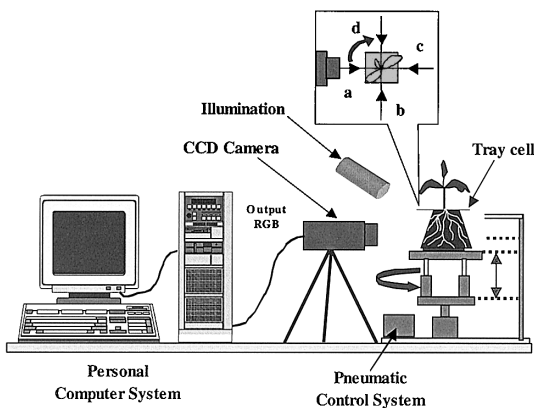 d
c
a
b
Illumination
Tray cell
CCD Camera
Output
RGB
Personal
Computer System
Pneumatic
Control System